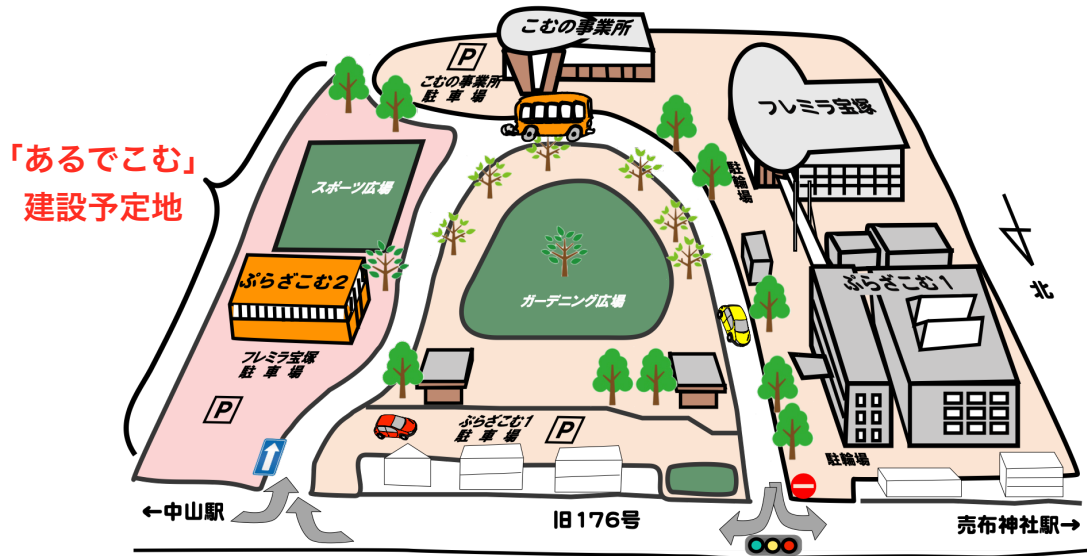 こむの事業所
P
こむの事業所
駐車場
フレミラ宝塚
駐輪場
「あるでこむ」
建設予定地
スポーツ広場
ぷらざこむ2
ガーデニング広場
ぷらざこむ1
北
フレミラ宝塚
駐車場
P
ぷらざこむ1
駐車場
P
駐輪場
←中山駅
旧176号
売布神社駅→